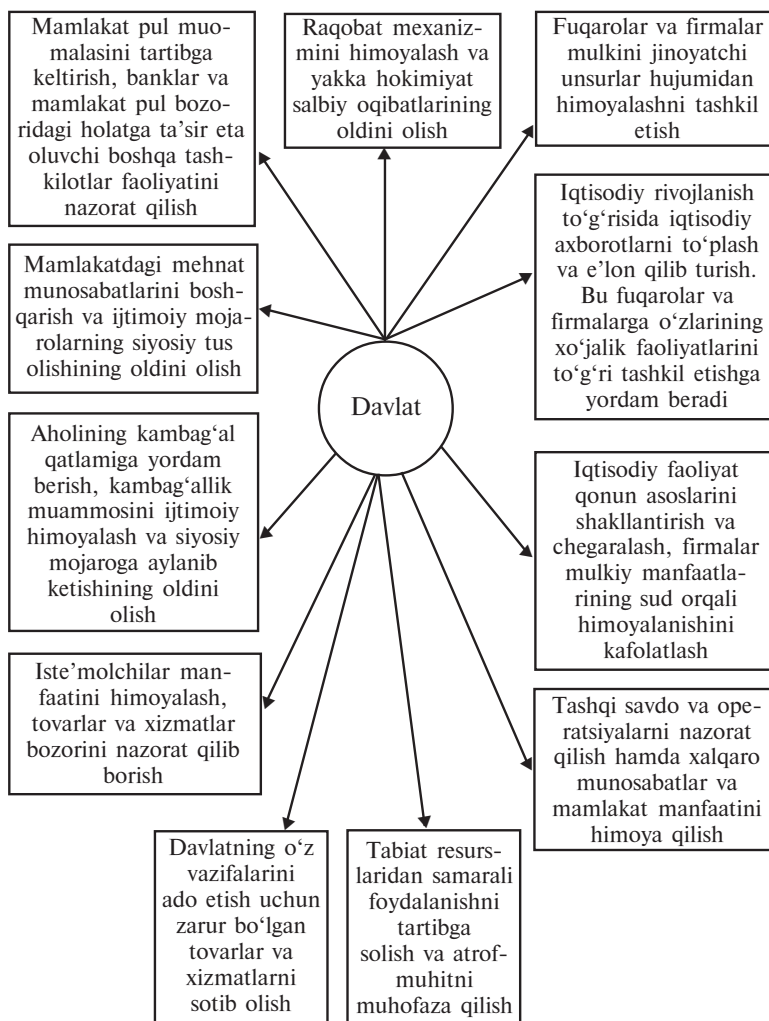 Mamlakat pul muo-
malasini tartibga
keltirish, banklar va
mamlakat pul bozo-
ridagi holatga ta’sir eta
oluvchi boshqa tash-
kilotlar faoliyatini
nazorat qilish
Raqobat mexaniz-
mini himoyalash va
yakka hokimiyat
salbiy oqibatlarining
oldini olish
Fuqarolar va firmalar
mulkini jinoyatchi
unsurlar hujumidan
himoyalashni tashkil
etish
Mamlakatdagi mehnat
munosabatlarini bosh-
qarish va ijtimoiy moja-
rolarning siyosiy tus
olishining oldini olish
Iqtisodiy rivojlanish
to‘g‘risida iqtisodiy
axborotlarni to‘plash
va e’lon qilib turish.
Bu fuqarolar va
firmalarga o‘zlarining
xo‘jalik faoliyatlarini
to‘g‘ri tashkil etishga
yordam beradi
Davlat
Aholining kambag‘al
qatlamiga yordam
berish, kambag‘allik
muammosini ijtimoiy
himoyalash va siyosiy
mojaroga aylanib
ketishining oldini
olish
Iqtisodiy faoliyat
qonun asoslarini
shakllantirish va
chegaralash, firmalar
mulkiy manfaatla-
rining sud orqali
himoyalanishini
kafolatlash
Iste’molchilar man-
faatini himoyalash,
tovarlar va xizmatlar
bozorini nazorat qilib
borish
Tashqi savdo va ope-
ratsiyalarni nazorat
qilish hamda xalqaro
munosabatlar va
mamlakat manfaatini
himoya qilish
Davlatning o‘z
vazifalarini
ado etish uchun
zarur bo‘lgan
tovarlar va
xizmatlarni
sotib olish
Tabiat resurs-
laridan samarali
foydalanishni
tartibga
solish va atrof-
muhitni
muhofaza qilish